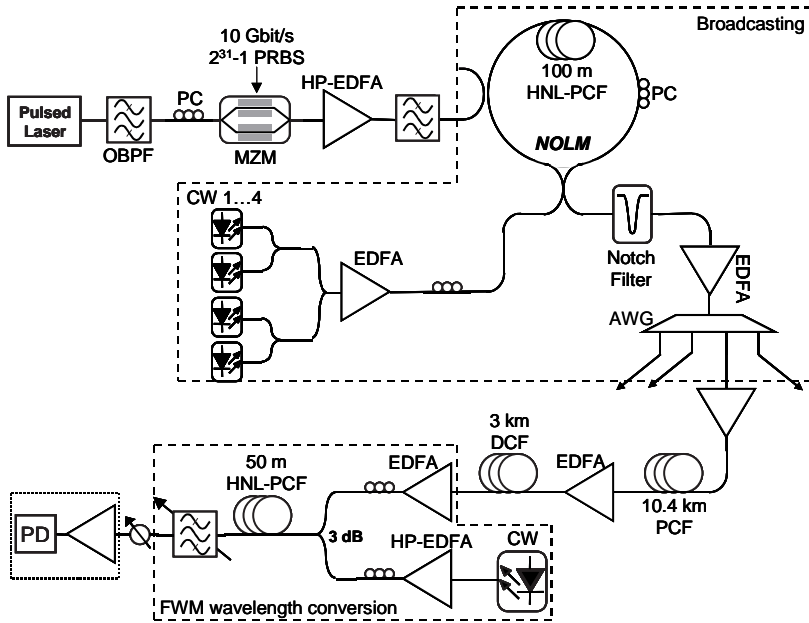 Broadcasting
10 Gbit/s
2³¹-1 PRBS
HP-EDFA
100 m
HNL-PCF
PC
PC
Pulsed
Laser
OBPF
MZM
NOLM
CW 1…4
EDFA
Notch
Filter
EDFA
AWG
3 km
DCF
50 m
HNL-PCF
EDFA
EDFA
10.4 km
PCF
PD
3 dB
HP-EDFA
CW
FWM wavelength conversion